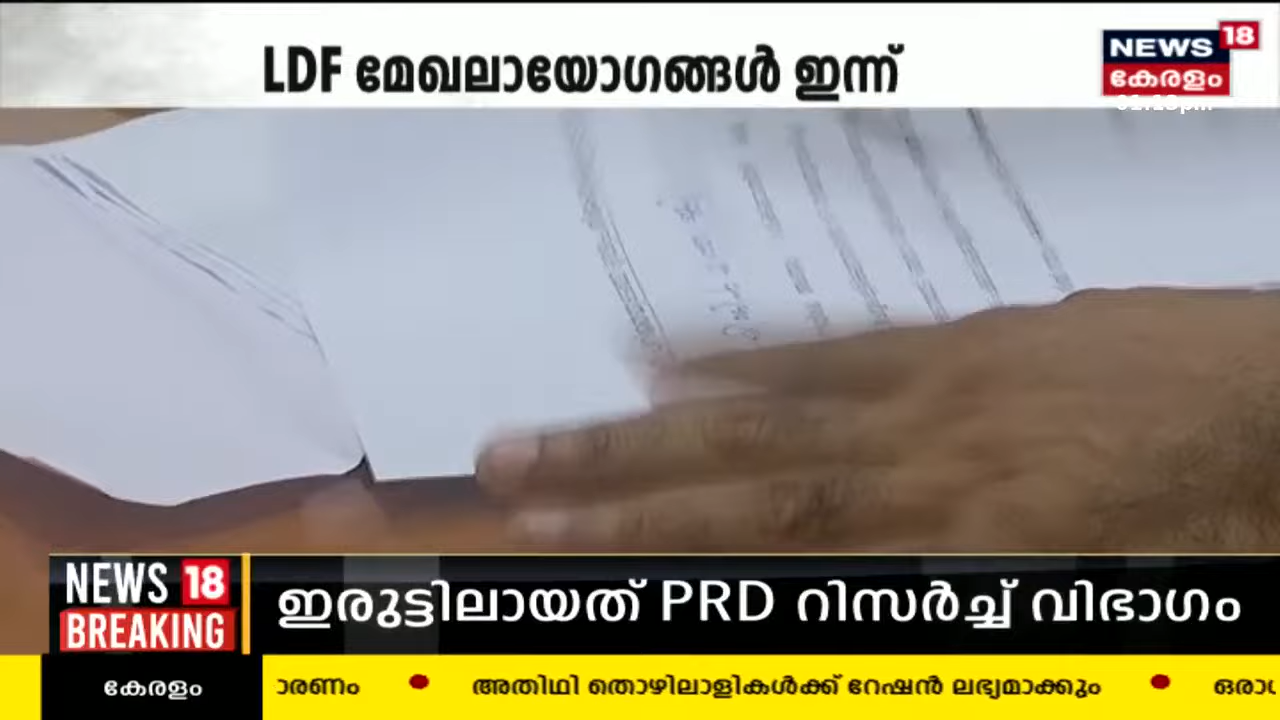 LDF മേഖലായോഗങ്ങൾ ഇന്ന്
NEWS 18
കേരളം
NEWS 18
BREAKING
ഇരുട്ടിലായത് PRD റിസർച്ച് വിഭാഗം
കേരളം
അതിഥി തൊഴിലാളികൾക്ക് റേഷൻ ലഭ്യമാക്കും